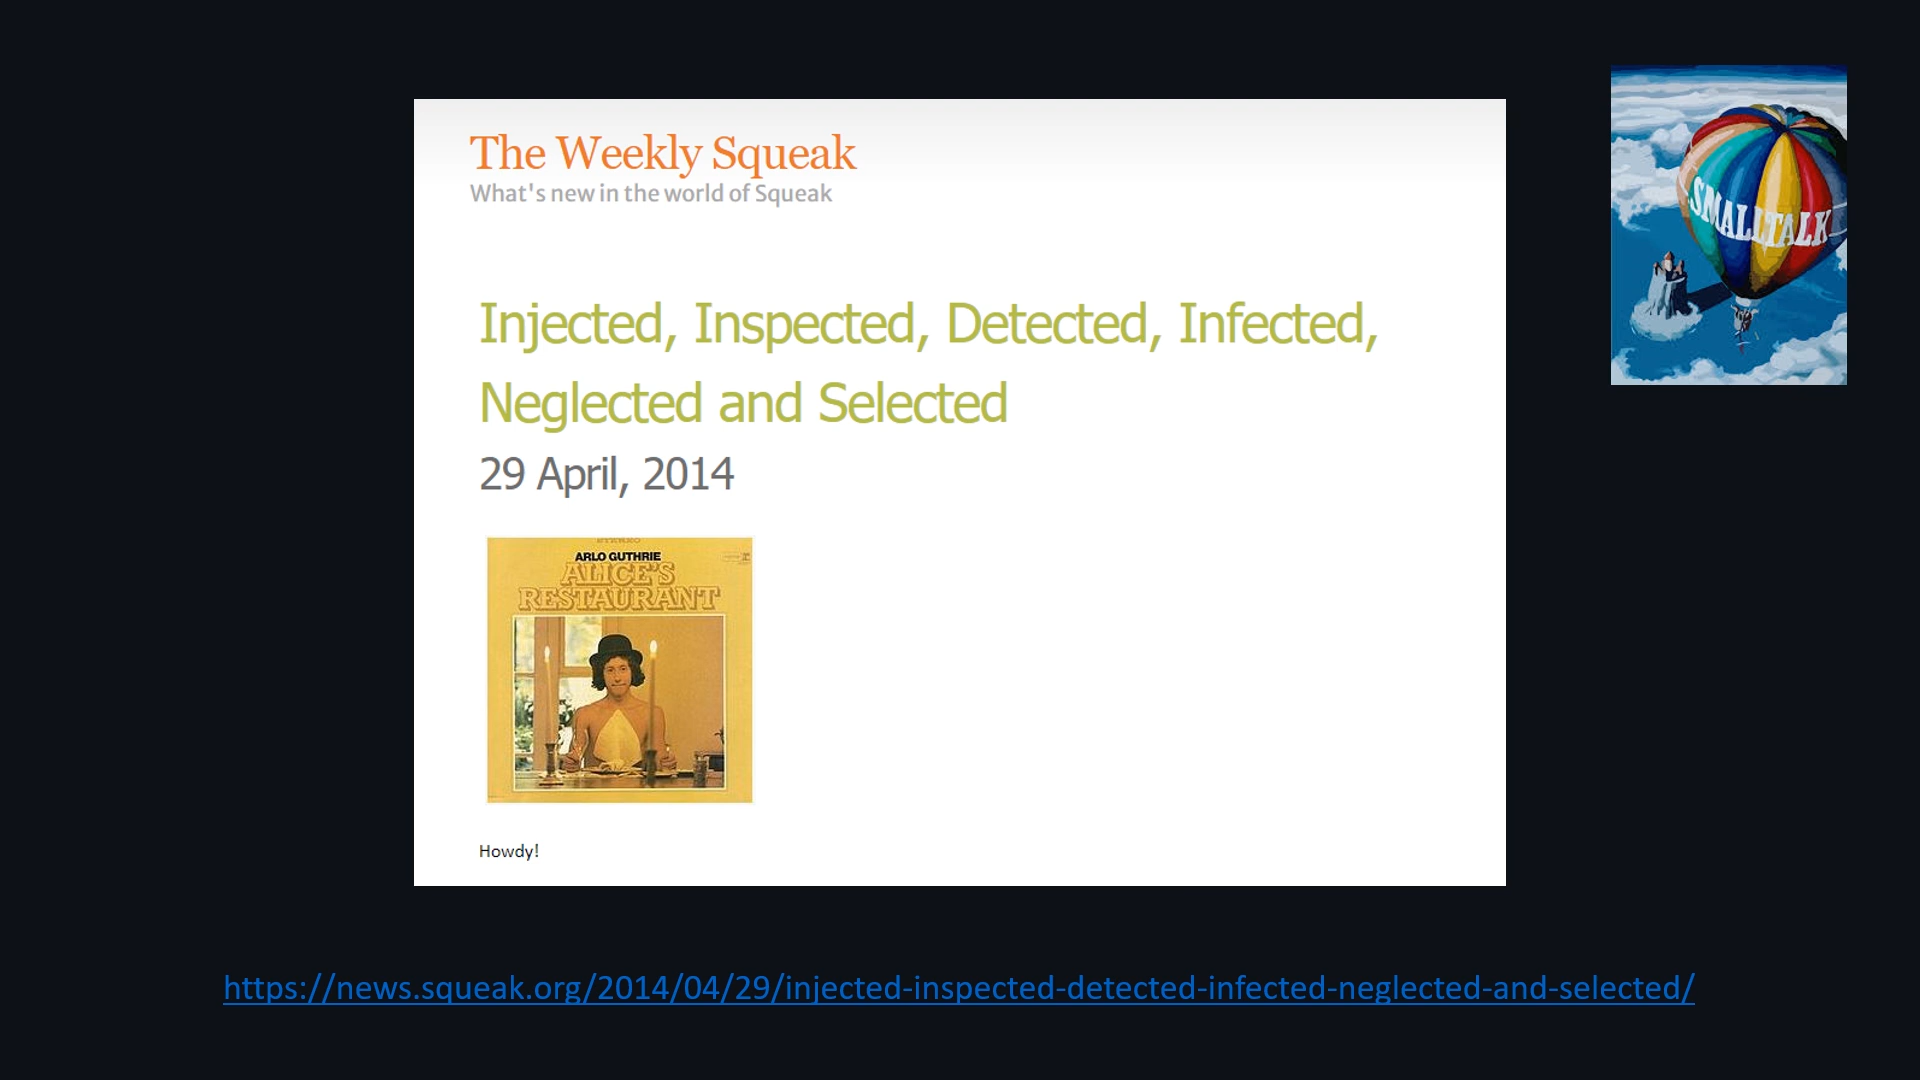 The Weekly Squeak
What's new in the world of Squeak
Injected, Inspected, Detected, Infected,
Neglected and Selected
29 April, 2014
STEREO
ARLO GUTHRIE
ALICE'S
RESTAURANT
Howdy!
SMALLTALK
https://news.squeak.org/2014/04/29/injected-inspected-detected-infected-neglected-and-selected/